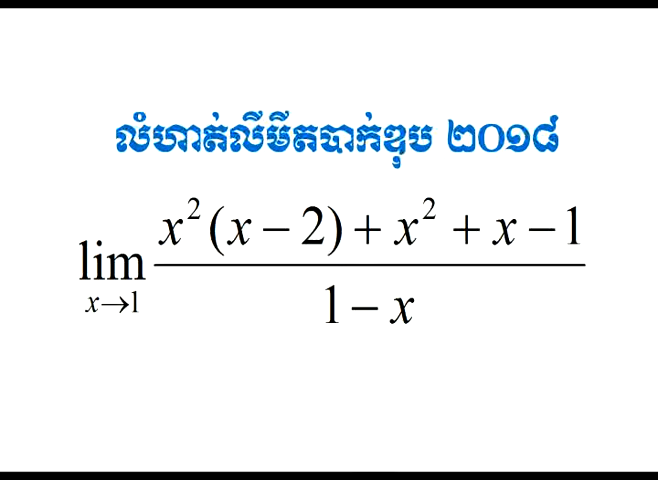 លំហាត់លីមីតបាក់ឌុប ២០១៨
lim x→1 (x²(x − 2) + x² + x − 1) / (1 − x)